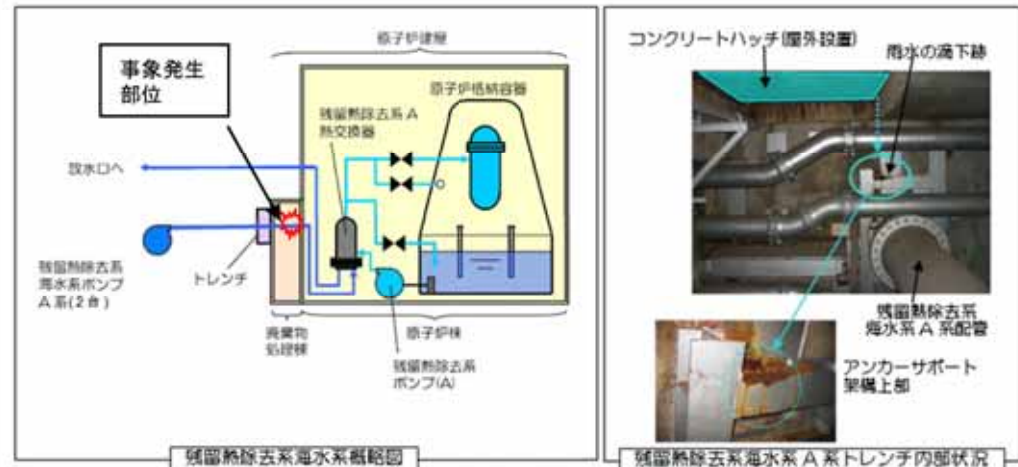 事象発生
部位
原子炉建屋
原子炉格納容器
残留熱除去系A
熱交換器
放水口へ
残留熱除去系
海水系ポンプ
A系(2台)
トレンチ
廃棄物
処理棟
原子炉棟
残留熱除去系
ポンプ(A)
残留熱除去系海水系概略図
コンクリートハッチ(屋外設置)
雨水の滴下跡
残留熱除去系
海水系A系配管
アンカーサポート
架構上部
残留熱除去系海水系A系トレンチ内部状況